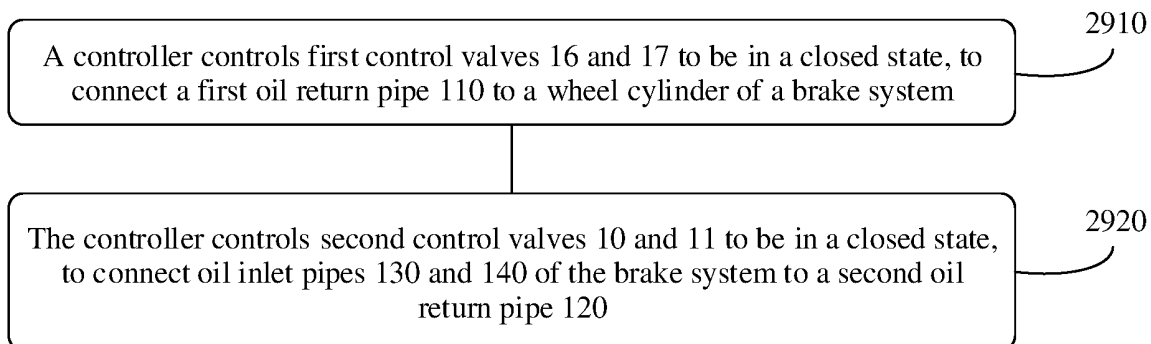 2910
A controller controls first control valves 16 and 17 to be in a closed state, to
connect a first oil return pipe 110 to a wheel cylinder of a brake system
2920
The controller controls second control valves 10 and 11 to be in a closed state,
to connect oil inlet pipes 130 and 140 of the brake system to a second oil
return pipe 120